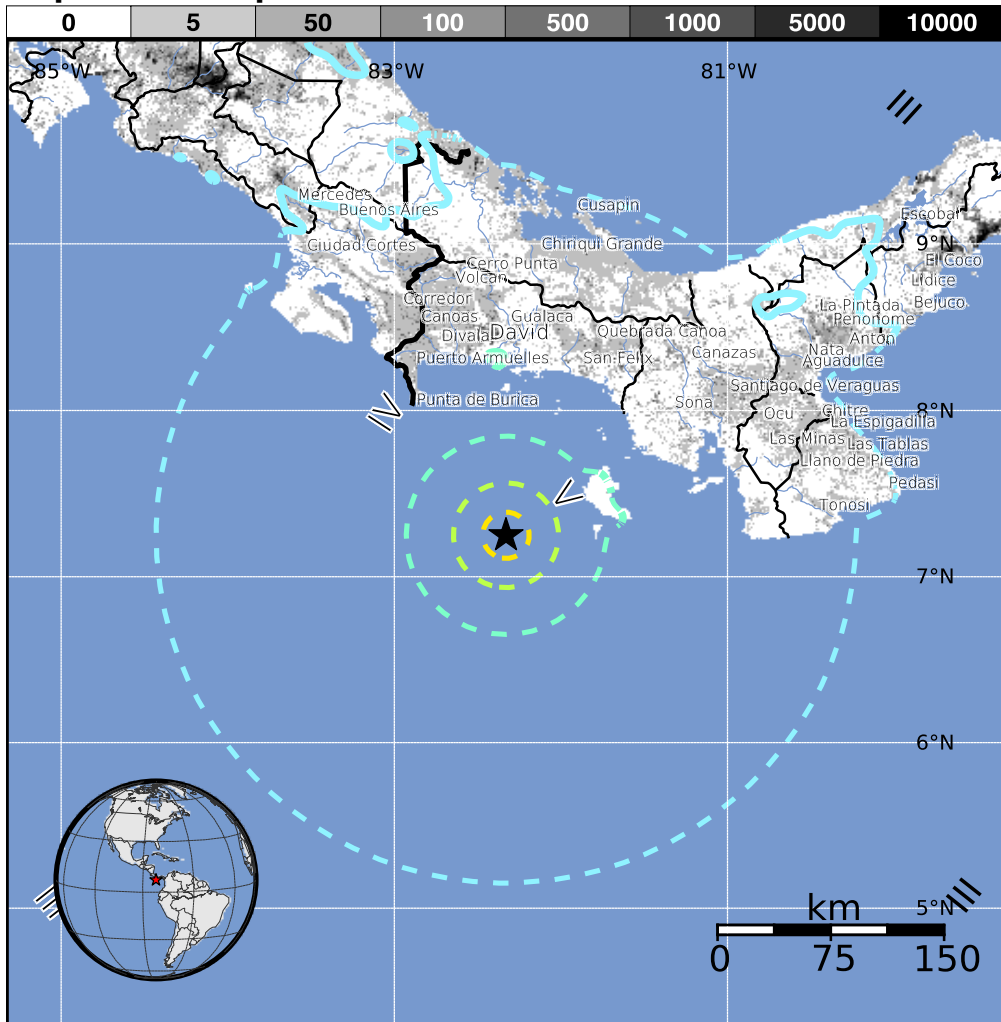 0 5 50 100 500 1000 5000 10000
85°W 83°W 81°W
III
Mercedes
Buenos Aires
Cusapin
Escobar
Ciudad Cortes
Chiriqui Grande
9°N
El Coco
Cerro Punta
Volcan
Lídice
Corredor
Bejuco
La Pintada
Canoas
Gualaca
Penonome
Divala
David
Quebrada Canoa
Anton
Puerto Armuelles
San Félix
Canazas
Nata
Aguadulce
Santiago de Veraguas
Punta de Burica
Sona
IV
8°N
Ocu
Chitre
La Espigadilla
Las Minas
Las Tablas
Llano de Piedra
V
Pedasi
Tonosi
7°N
6°N
III
5°N
III
km
0 75 150